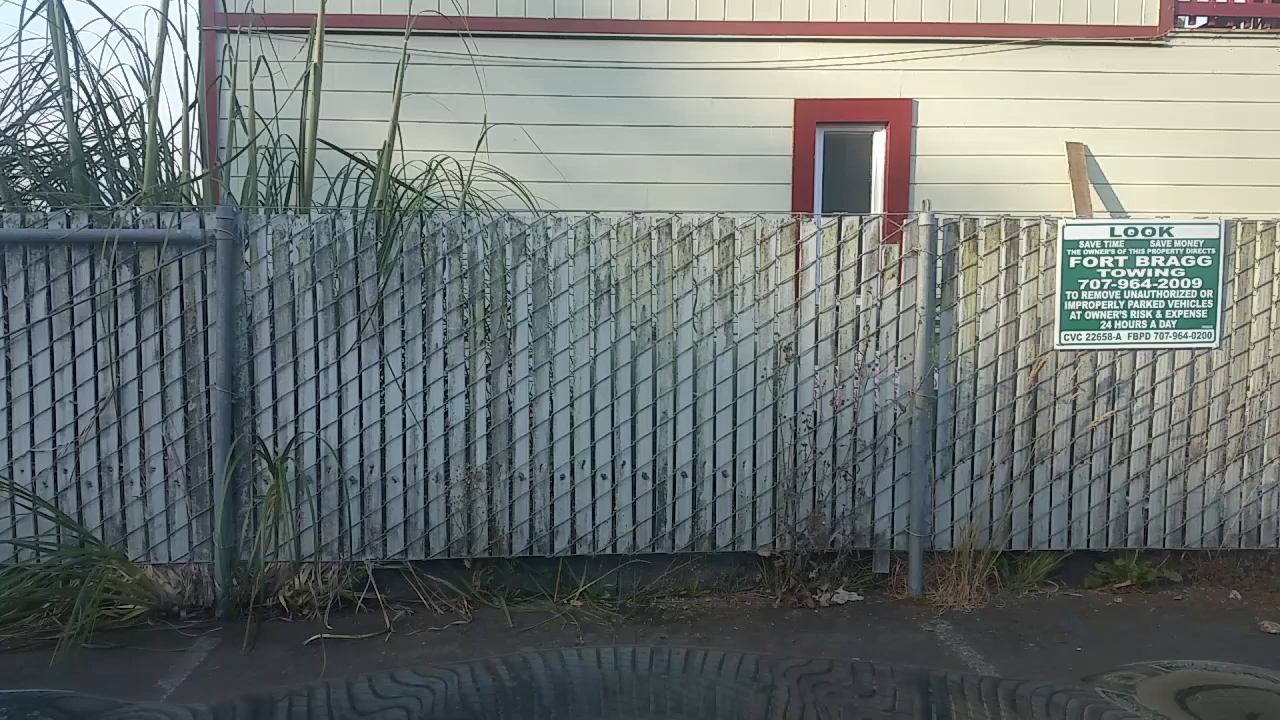 LOOK
SAVE TIME SAVE MONEY
THE OWNER'S OF THIS PROPERTY DIRECTS
FORT BRAGG
TOWING
707-964-2009
TO REMOVE UNAUTHORIZED OR
IMPROPERLY PARKED VEHICLES
AT OWNER'S RISK & EXPENSE
24 HOURS A DAY
CVC 22658-A FBPD 707-964-0200